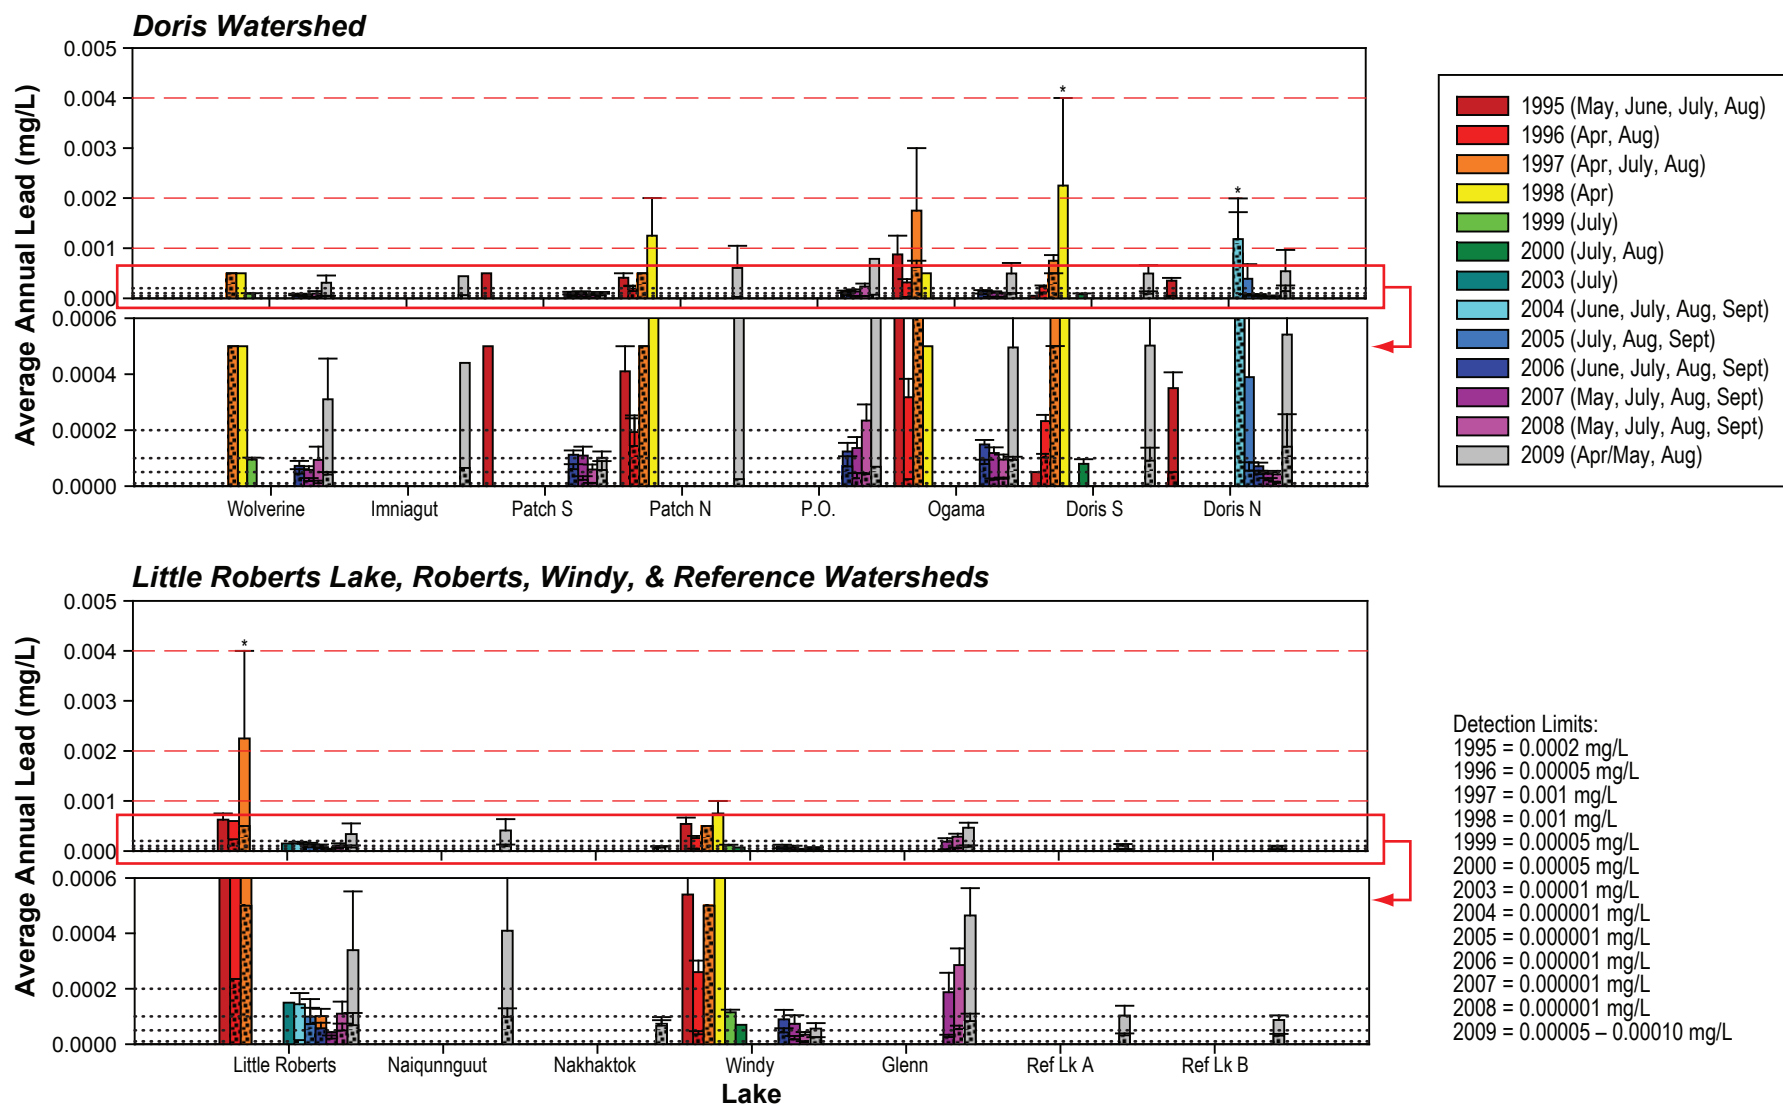 Doris Watershed
Average Annual Lead (mg/L)
0.005
0.004
0.003
0.002
0.001
0.000
*
*
0.0006
0.0004
0.0002
0.0000
Wolverine
Imniagut
Patch S
Patch N
P.O.
Ogama
Doris S
Doris N
1995 (May, June, July, Aug)
1996 (Apr, Aug)
1997 (Apr, July, Aug)
1998 (Apr)
1999 (July)
2000 (July, Aug)
2003 (July)
2004 (June, July, Aug, Sept)
2005 (July, Aug, Sept)
2006 (June, July, Aug, Sept)
2007 (May, July, Aug, Sept)
2008 (May, July, Aug, Sept)
2009 (Apr/May, Aug)
Little Roberts Lake, Roberts, Windy, & Reference Watersheds
Average Annual Lead (mg/L)
0.005
0.004
0.003
0.002
0.001
0.000
*
0.0006
0.0004
0.0002
0.0000
Little Roberts
Naiqunnguut
Nakhaktok
Windy
Glenn
Ref Lk A
Ref Lk B
Lake
Detection Limits:
1995 = 0.0002 mg/L
1996 = 0.00005 mg/L
1997 = 0.001 mg/L
1998 = 0.001 mg/L
1999 = 0.00005 mg/L
2000 = 0.00005 mg/L
2003 = 0.00001 mg/L
2004 = 0.000001 mg/L
2005 = 0.000001 mg/L
2006 = 0.000001 mg/L
2007 = 0.000001 mg/L
2008 = 0.000001 mg/L
2009 = 0.00005 – 0.00010 mg/L